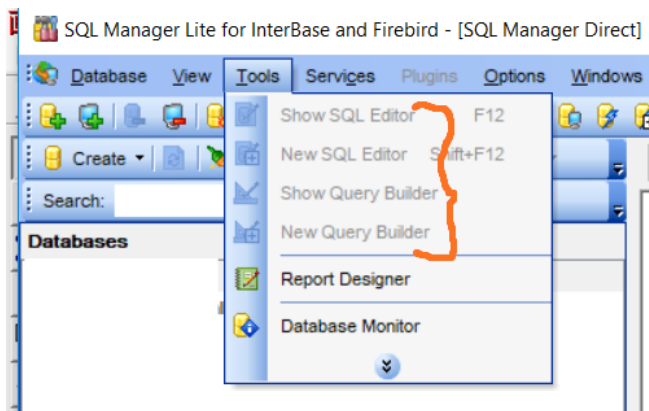 SQL Manager Lite for InterBase and Firebird - [SQL Manager Direct]
Database View Tools Services Plugins Options Windows
Show SQL Editor F12
Create New SQL Editor Shift+F12
Show Query Builder
Search:
New Query Builder
Databases
Report Designer
Database Monitor